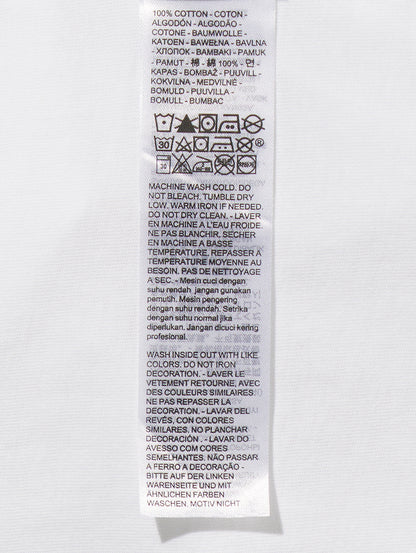 100% COTTON - COTON -
ALGODÓN - ALGODÃO -
COTONE - BAUMWOLLE -
KATOEN - BAWEŁNA - BAVLNA
- ХЛОПОК - BAMBAKI - PAMUK
- PAMUT - 棉 - 綿 100% - 면 -
KAPAS - BOMBAŽ - PUUVILL -
KOKVILNA - MEDVILNĖ -
BOMULD - PUUVILLA -
BOMULL - BUMBAC
30 ®
30
MACHINE WASH COLD. DO
NOT BLEACH. TUMBLE DRY
LOW. WARM IRON IF NEEDED.
DO NOT DRY CLEAN. - LAVER
EN MACHINE A L'EAU FROIDE.
NE PAS BLANCHIR. SECHER
EN MACHINE A BASSE
TEMPERATURE. REPASSER A
TEMPERATURE MOYENNE AU
BESOIN. PAS DE NETTOYAGE
A SEC. - Mesin cuci dengan
suhu rendah. jangan gunakan
pemutih. Mesin pengering
dengan suhu rendah. Setrika
dengan suhu normal jika
diperlukan. Jangan dicuci kering
profesional.
WASH INSIDE OUT WITH LIKE
COLORS. DO NOT IRON
DECORATION. - LAVER LE
VETEMENT RETOURNE, AVEC
DES COULEURS SIMILAIRES.
NE PAS REPASSER LA
DECORATION. - LAVAR DEL
REVÉS, CON COLORES
SIMILARES. NO PLANCHAR
DECORACIÓN . - LAVAR DO
AVESSO COM CORES
SEMELHANTES. NÃO PASSAR
A FERRO A DECORAÇÃO -
BITTE AUF DER LINKEN
WARENSEITE UND MIT
ÄHNLICHEN FARBEN
WASCHEN. MOTIV NICHT